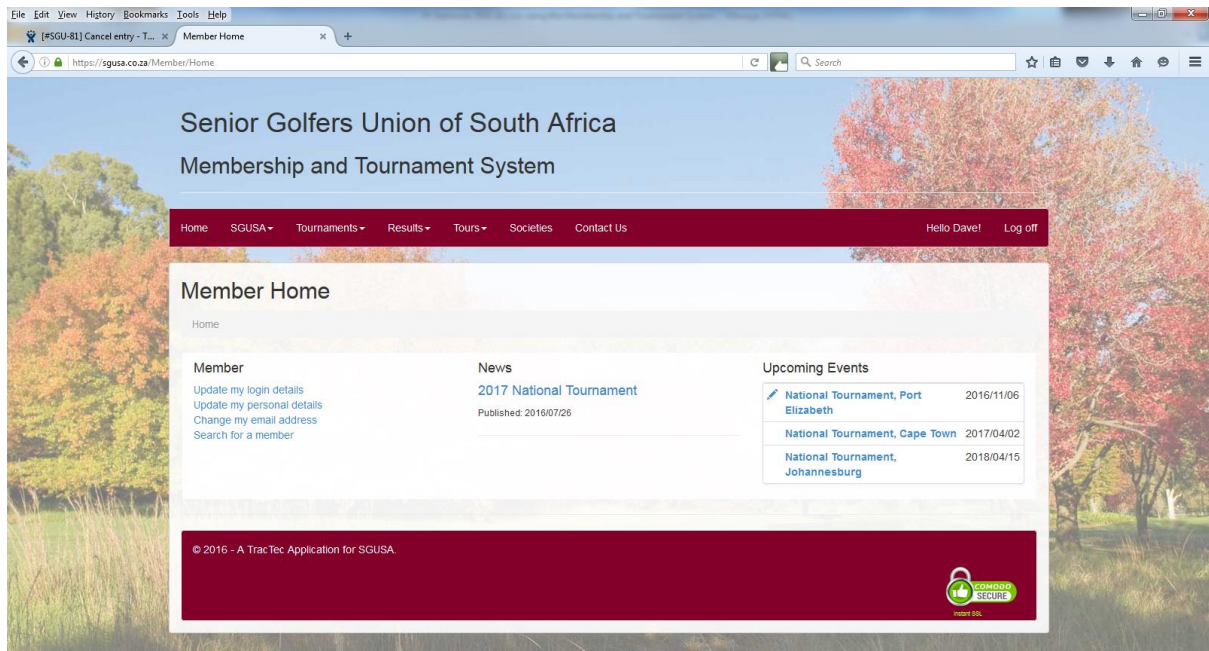 File Edit View History Bookmarks Tools Help
[#SGU-81] Cancel entry - T... × Member Home × +
https://sgusa.co.za/Member/Home Search
Senior Golfers Union of South Africa
Membership and Tournament System
Home SGUSA Tournaments Results Tours Societies Contact Us Hello Dave! Log off
Member Home
Home
Member
Update my login details
Update my personal details
Change my email address
Search for a member
News
2017 National Tournament
Published: 2016/07/26
Upcoming Events
National Tournament, Port 2016/11/06
Elizabeth
National Tournament, Cape Town 2017/04/02
National Tournament, 2018/04/15
Johannesburg
© 2016 - A TracTec Application for SGUSA.
COMODO
SECURE
Instant SSL